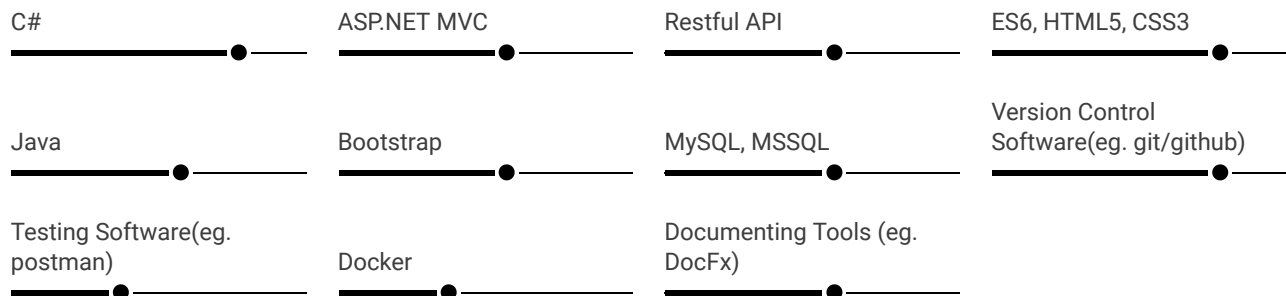 C#
ASP.NET MVC
Restful API
ES6, HTML5, CSS3
Java
Bootstrap
MySQL, MSSQL
Version Control
Software(eg. git/github)
Testing Software(eg.
postman)
Docker
Documenting Tools (eg.
DocFx)